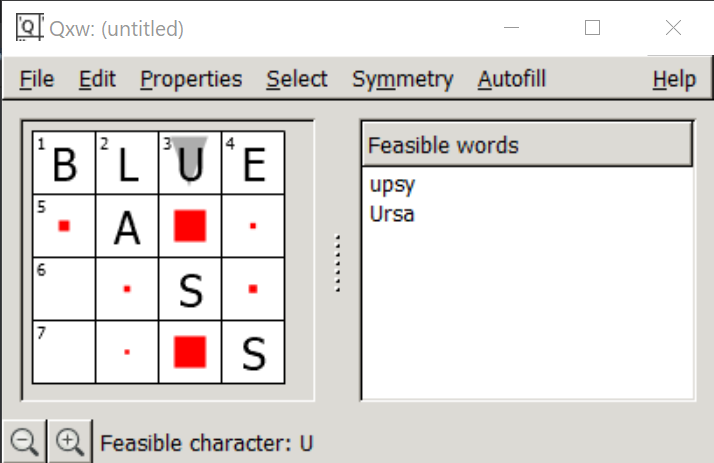 Qxw: (untitled)
File Edit Properties Select Symmetry Autofill Help
1 B 2 L 3 U 4 E
5 A
6 S
7 S
Feasible words
upsy
Ursa
Feasible character: U